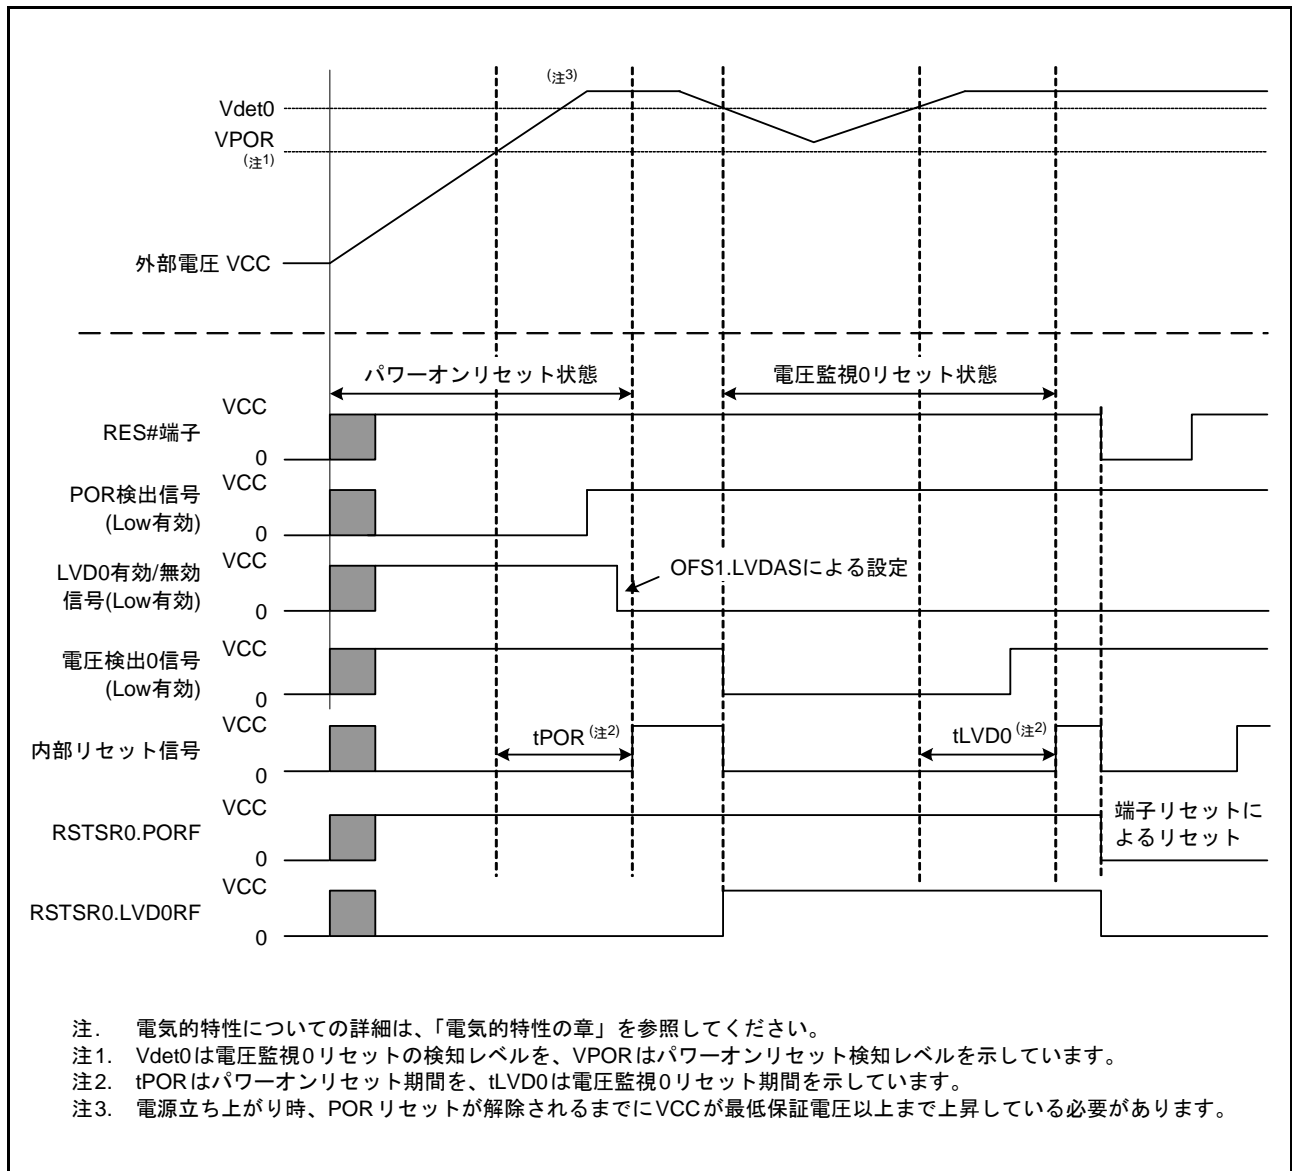 (注3)
Vdet0
VPOR
(注1)
外部電圧 VCC
パワーオンリセット状態
電圧監視0リセット状態
RES#端子
VCC
0
POR検出信号
(Low有効)
VCC
0
LVD0有効/無効
信号(Low有効)
VCC
0
OFS1.LVDASによる設定
電圧検出0信号
(Low有効)
VCC
0
内部リセット信号
VCC
0
tPOR (注2)
tLVD0 (注2)
RSTSR0.PORF
VCC
0
端子リセットに
よるリセット
RSTSR0.LVD0RF
VCC
0
注. 電気的特性についての詳細は、「電気的特性の章」を参照してください。
注1. Vdet0は電圧監視0リセットの検知レベルを、VPORはパワーオンリセット検知レベルを示しています。
注2. tPORはパワーオンリセット期間を、tLVD0は電圧監視0リセット期間を示しています。
注3. 電源立ち上がり時、PORリセットが解除されるまでにVCCが最低保証電圧以上まで上昇している必要があります。